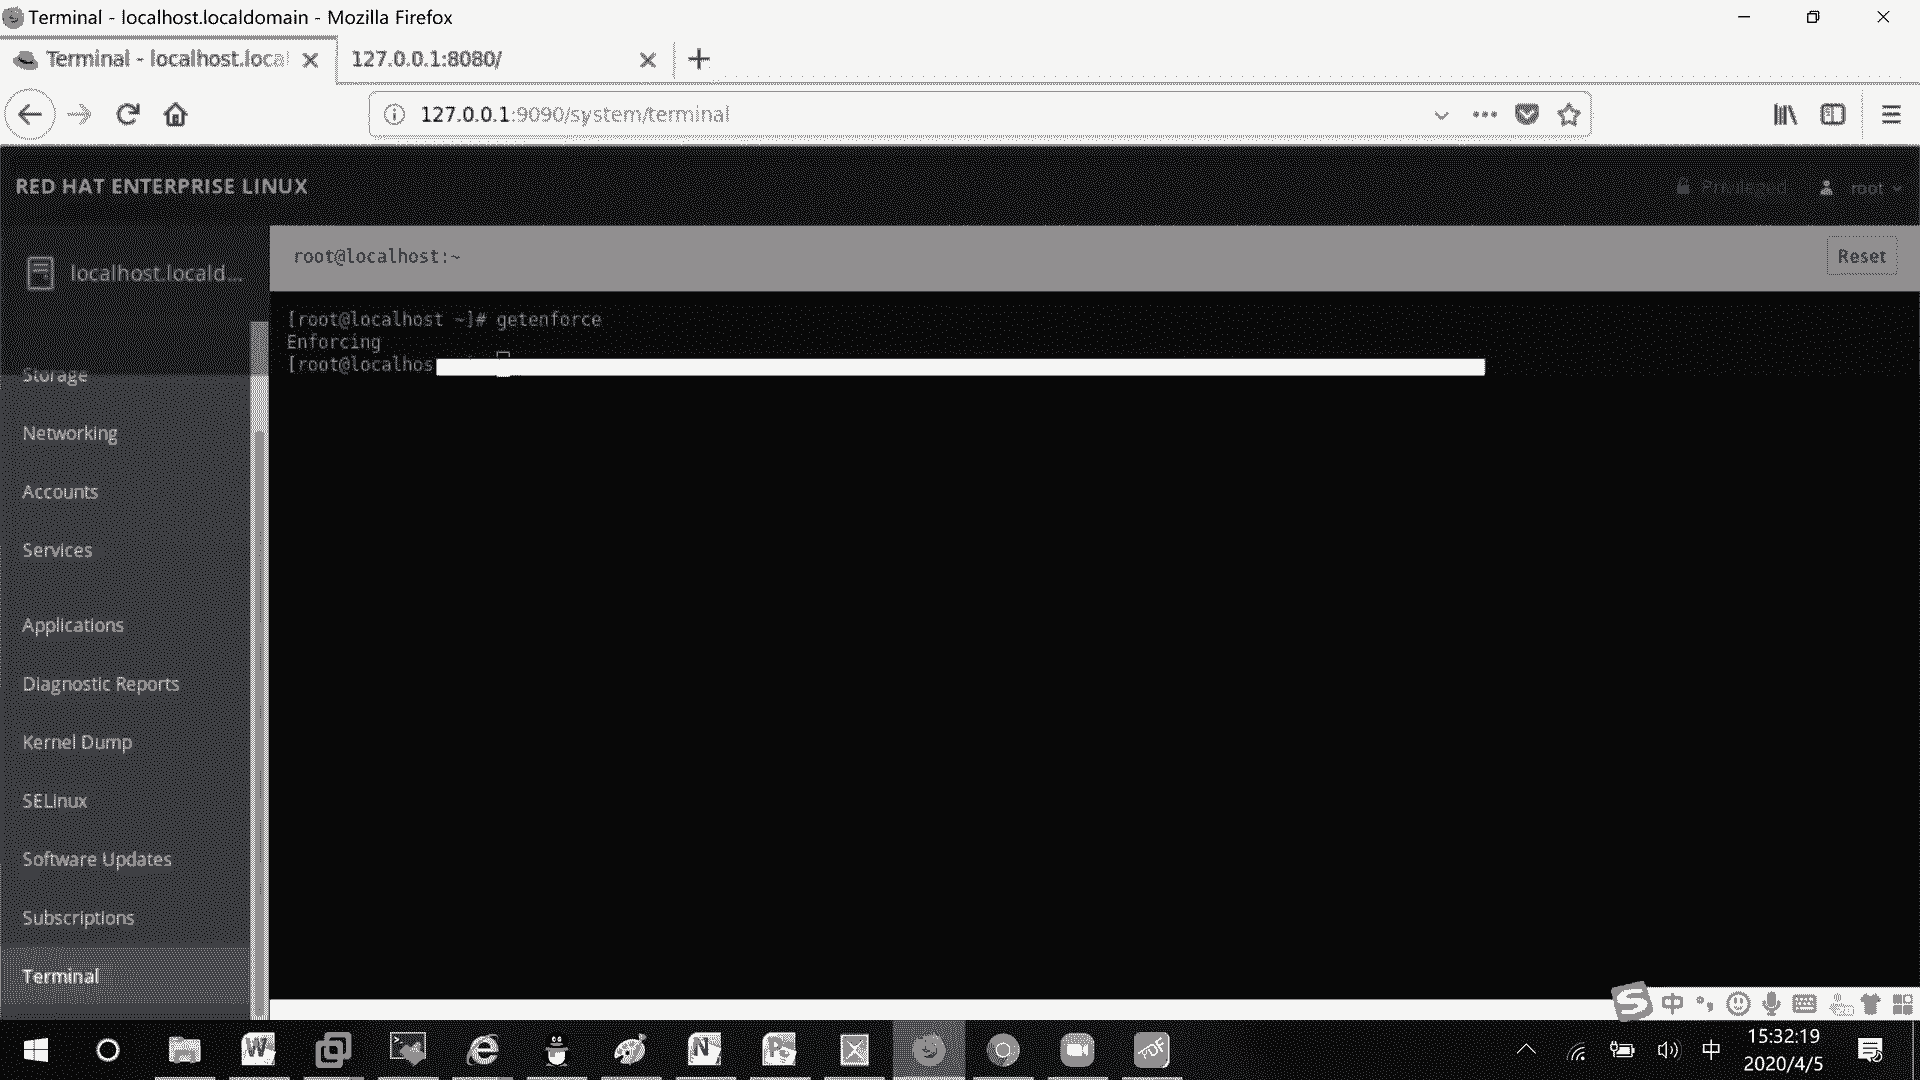 Terminal - localhost.localdomain - Mozilla Firefox
Terminal - localhost.loca
127.0.0.1:8080/
127.0.0.1:9090/system/terminal
RED HAT ENTERPRISE LINUX
Privileged
root
localhost.locald...
root@localhost:~
Reset
[root@localhost ~]# getenforce
Enforcing
[root@localhos
Storage
Networking
Accounts
Services
Applications
Diagnostic Reports
Kernel Dump
SELinux
Software Updates
Subscriptions
Terminal
中
中
15:32:19
2020/4/5